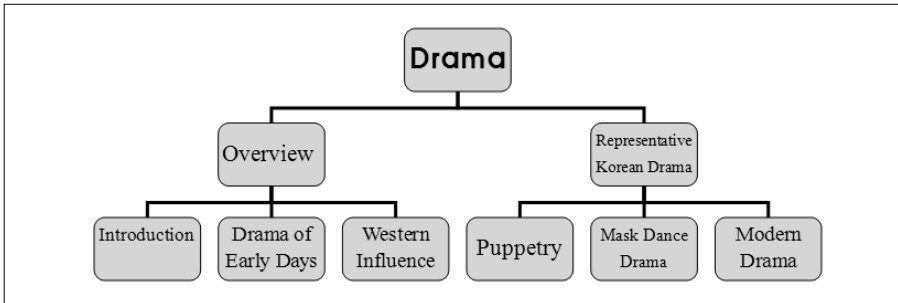 Drama
Overview
Representative
Korean Drama
Introduction
Drama of
Early Days
Western
Influence
Puppetry
Mask Dance
Drama
Modern
Drama